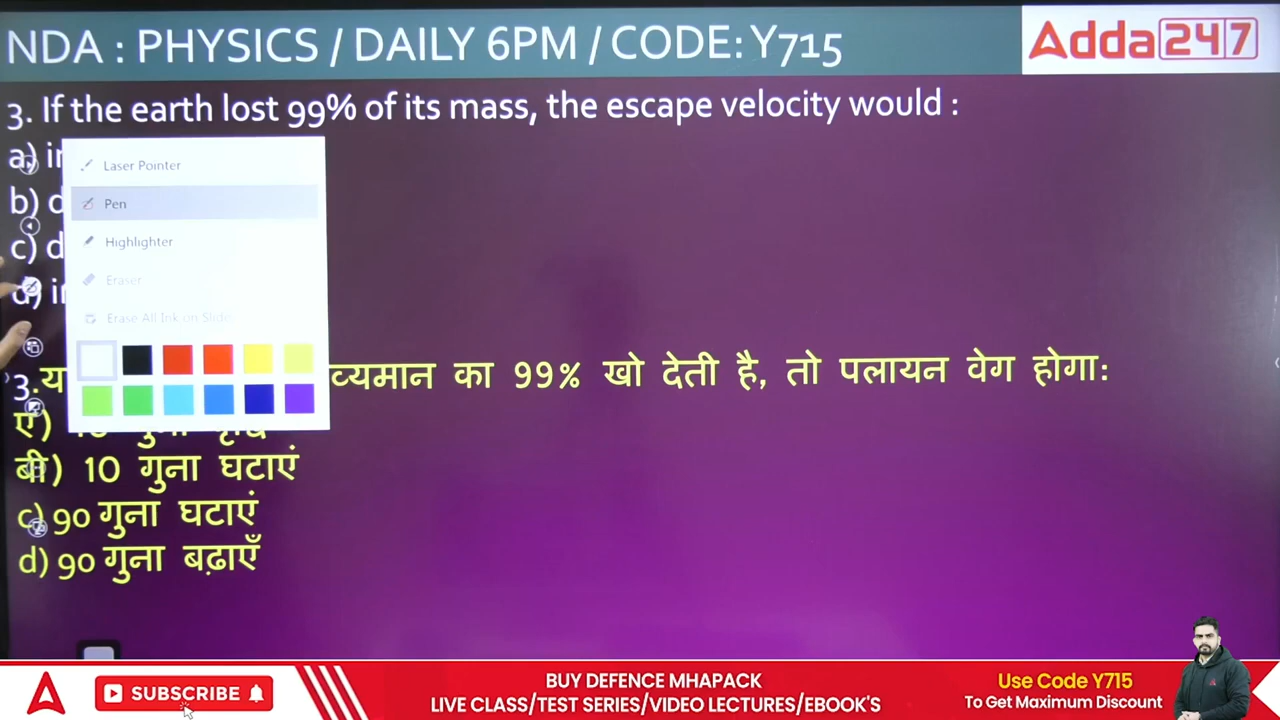 NDA : PHYSICS / DAILY 6PM / CODE: Y715
Adda247
3. If the earth lost 99% of its mass, the escape velocity would :
a)
b)
c)
d)
Laser Pointer
Pen
Highlighter
Eraser
Erase All Ink on Slide
3. का 99% खो देती है, तो पलायन वेग होगा:
ए)
बी) 10 गुना घटाएं
c) 90 गुना घटाएं
d) 90 गुना बढ़ाएँ
SUBSCRIBE
BUY DEFENCE MHAPACK
LIVE CLASS/TEST SERIES/VIDEO LECTURES/EBOOK'S
Use Code Y715
To Get Maximum Discount